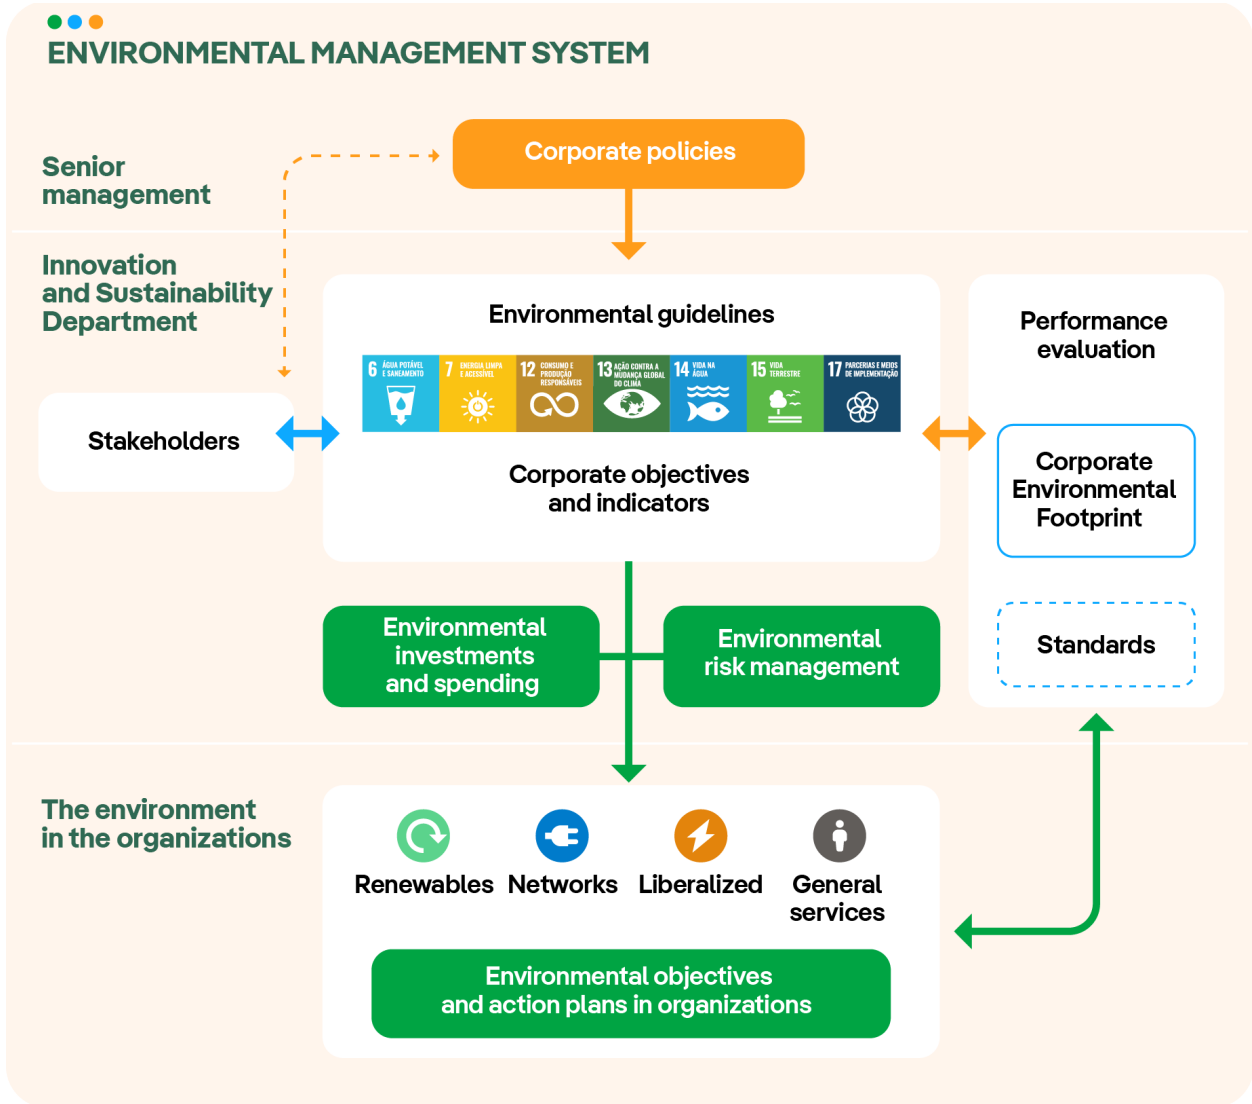 ENVIRONMENTAL MANAGEMENT SYSTEM
Senior
management
Corporate policies
Innovation
and Sustainability
Department
Environmental guidelines
6 ÁGUA POTÁVEL
E SANEAMENTO
7 ENERGIA LIMPA
E ACESSÍVEL
12 CONSUMO E
PRODUÇÃO
RESPONSÁVEIS
13 AÇÃO CONTRA A
MUDANÇA GLOBAL
DO CLIMA
14 VIDA NA
ÁGUA
15 VIDA
TERRESTRE
17 PARCERIAS E MEIOS
DE IMPLEMENTAÇÃO
Corporate objectives
and indicators
Stakeholders
Performance
evaluation
Corporate
Environmental
Footprint
Standards
Environmental
investments
and spending
Environmental
risk management
The environment
in the organizations
Renewables
Networks
Liberalized
General
services
Environmental objectives
and action plans in organizations